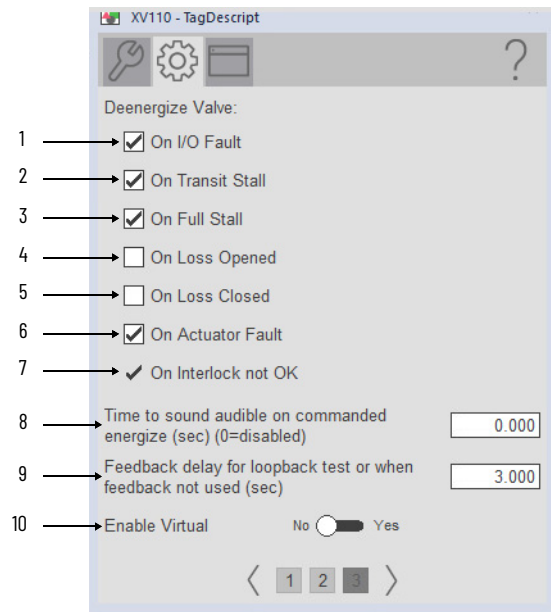 XV110 - TagDescript
?
Deenergize Valve:
1 On I/O Fault
2 On Transit Stall
3 On Full Stall
4 On Loss Opened
5 On Loss Closed
6 On Actuator Fault
7 On Interlock not OK
8 Time to sound audible on commanded
energize (sec) (0=disabled) 0.000
9 Feedback delay for loopback test or when
feedback not used (sec) 3.000
10 Enable Virtual No Yes
1 2 3